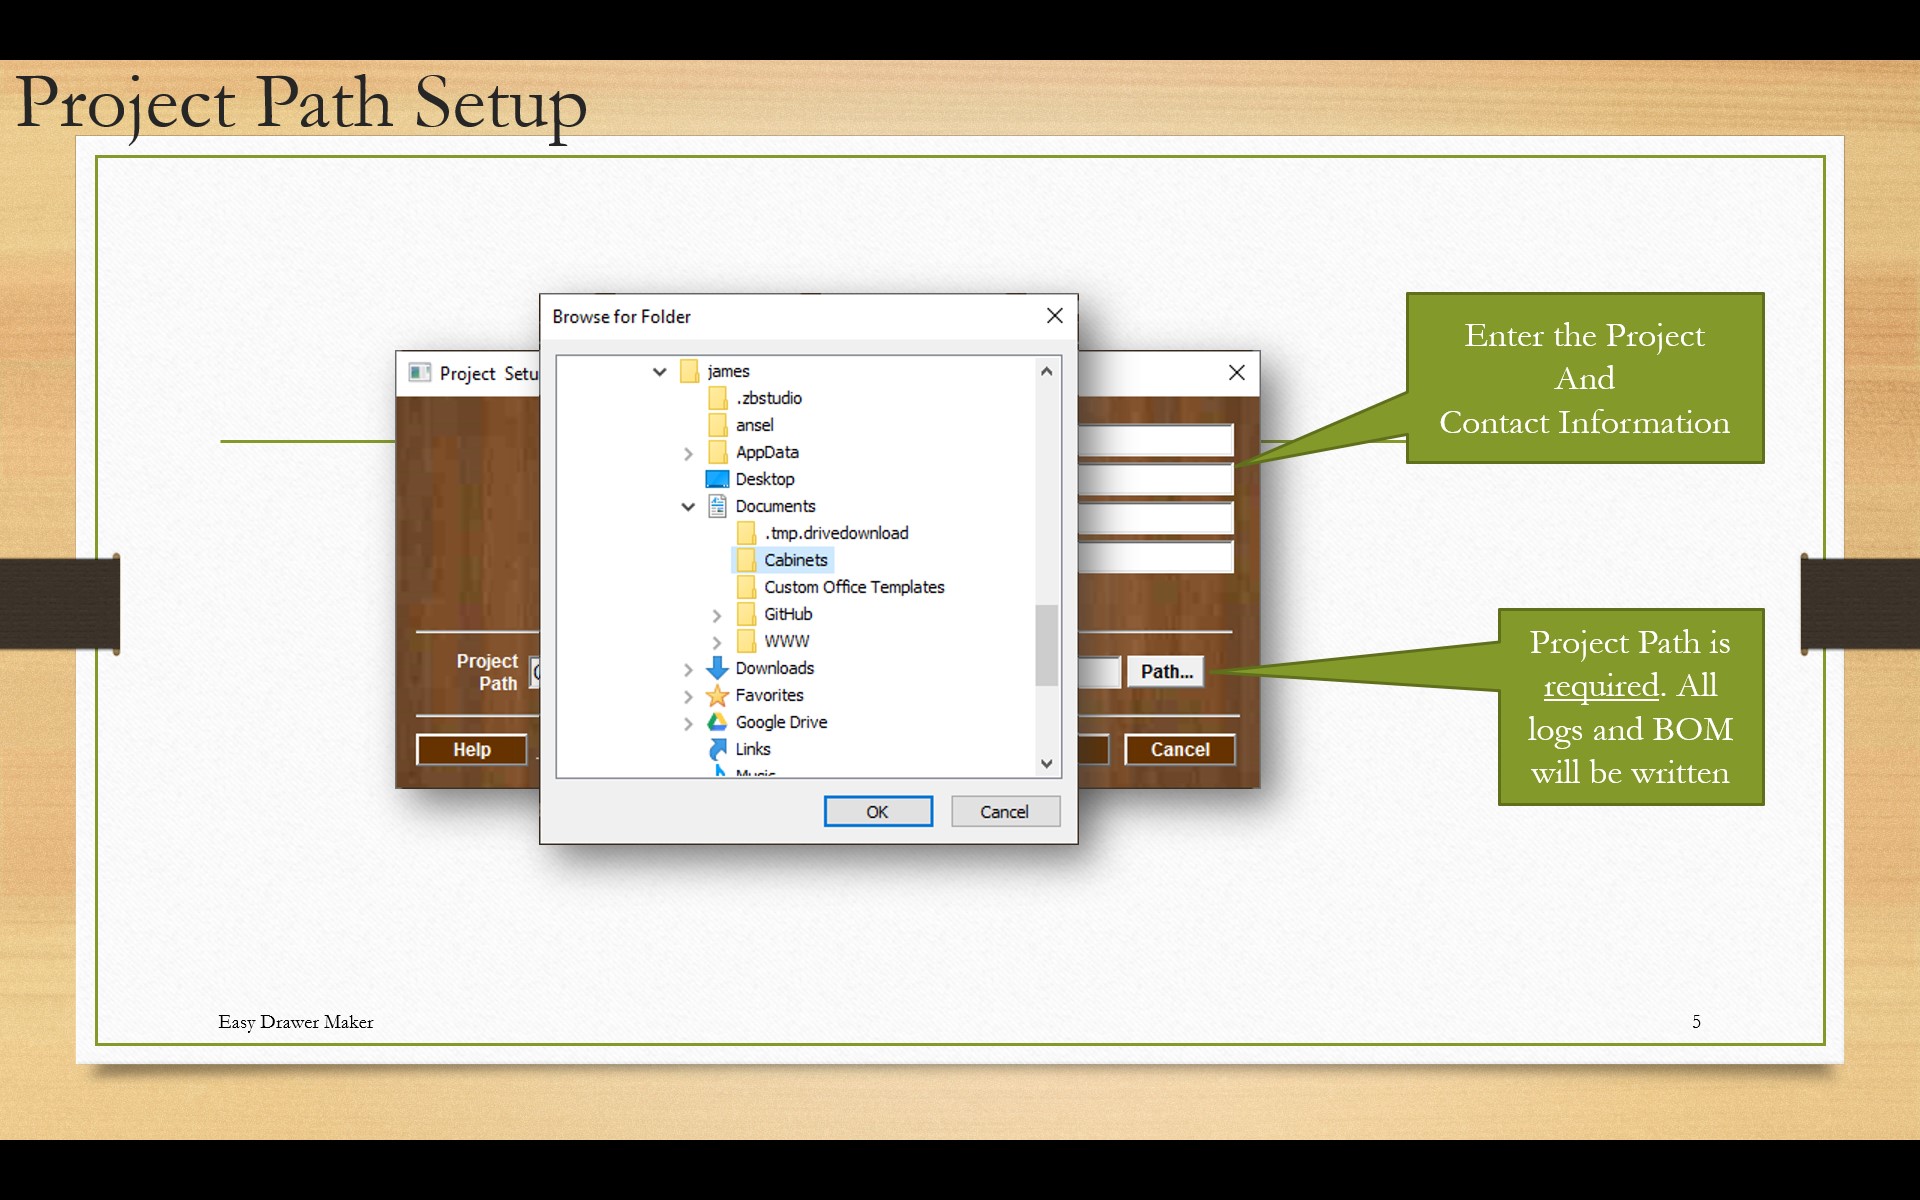 Project Path Setup
Browse for Folder
Project Setu
james
.zbstudio
ansel
AppData
Desktop
Documents
.tmp.drivedownload
Cabinets
Custom Office Templates
GitHub
WWW
Downloads
Favorites
Google Drive
Links
Music
Project
Path
Path...
Help
Cancel
OK
Cancel
Enter the Project
And
Contact Information
Project Path is
required. All
logs and BOM
will be written
Easy Drawer Maker
5